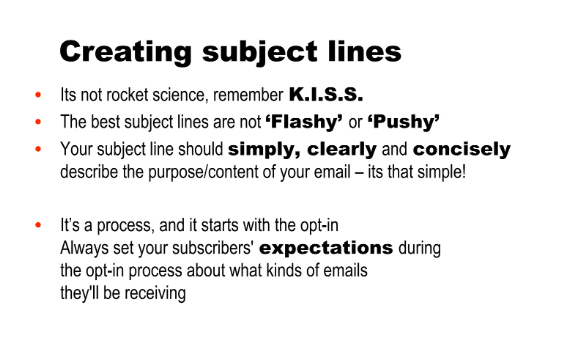 Creating subject lines
• Its not rocket science, remember K.I.S.S.
• The best subject lines are not ‘Flashy’ or ‘Pushy’
• Your subject line should simply, clearly and concisely
describe the purpose/content of your email – its that simple!
• It’s a process, and it starts with the opt-in
Always set your subscribers' expectations during
the opt-in process about what kinds of emails
they'll be receiving